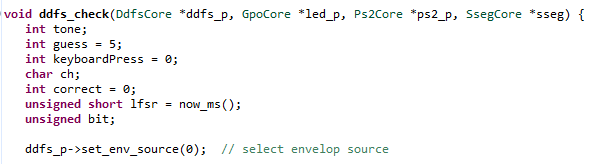 void ddfs_check(DdfsCore *ddfs_p, GpoCore *led_p, Ps2Core *ps2_p, SsegCore *sseg) {
int tone;
int guess = 5;
int keyboardPress = 0;
char ch;
int correct = 0;
unsigned short lfsr = now_ms();
unsigned bit;
ddfs_p->set_env_source(0);  // select envelop source